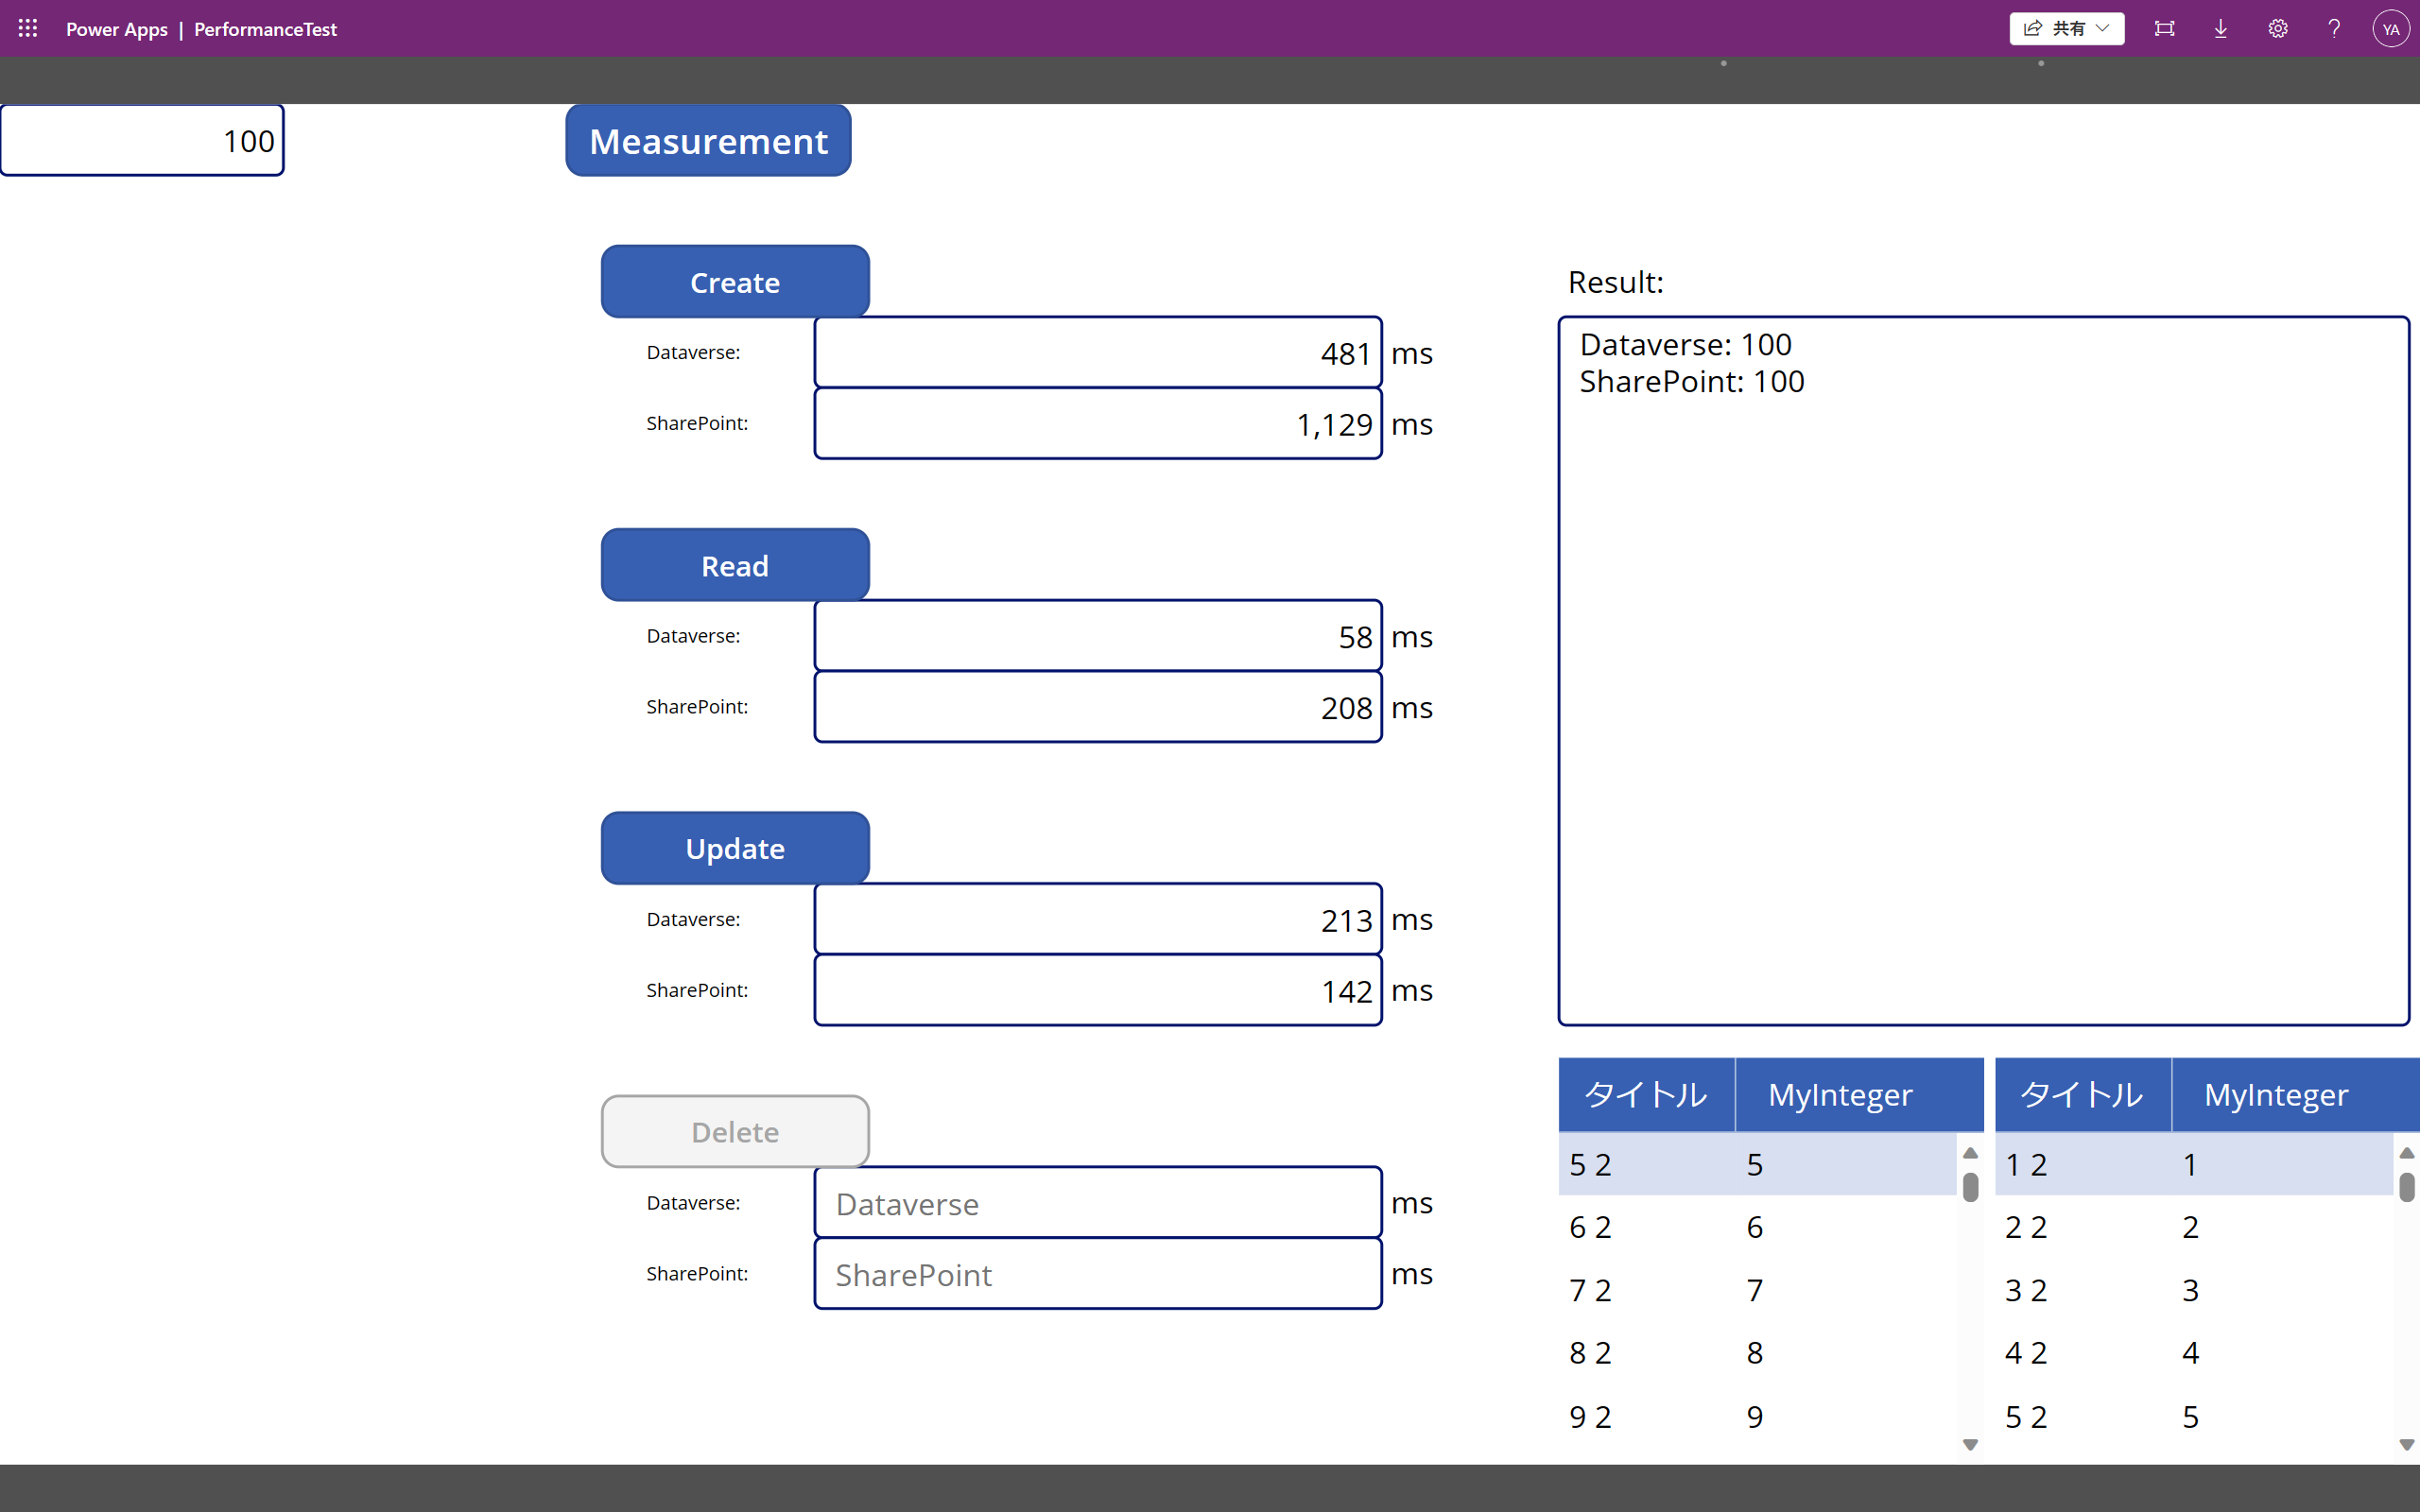 Power Apps | PerformanceTest
共有
?
YA
100
Measurement
Create
Dataverse:
481 ms
SharePoint:
1,129 ms
Read
Dataverse:
58 ms
SharePoint:
208 ms
Update
Dataverse:
213 ms
SharePoint:
142 ms
Delete
Dataverse:
Dataverse ms
SharePoint:
SharePoint ms
Result:
Dataverse: 100
SharePoint: 100
タイトル MyInteger
5 2 5
6 2 6
7 2 7
8 2 8
9 2 9
タイトル MyInteger
1 2 1
2 2 2
3 2 3
4 2 4
5 2 5